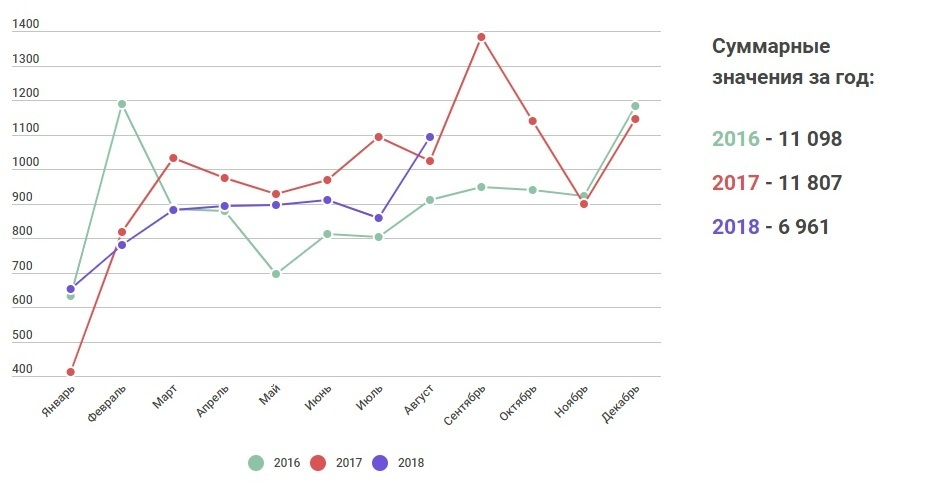 1400
1300
1200
1100
1000
900
800
700
600
500
400
Январь
Февраль
Март
Апрель
Май
Июнь
Июль
Август
Сентябрь
Октябрь
Ноябрь
Декабрь
2016 2017 2018
Суммарные
значения за год:
2016 - 11 098
2017 - 11 807
2018 - 6 961